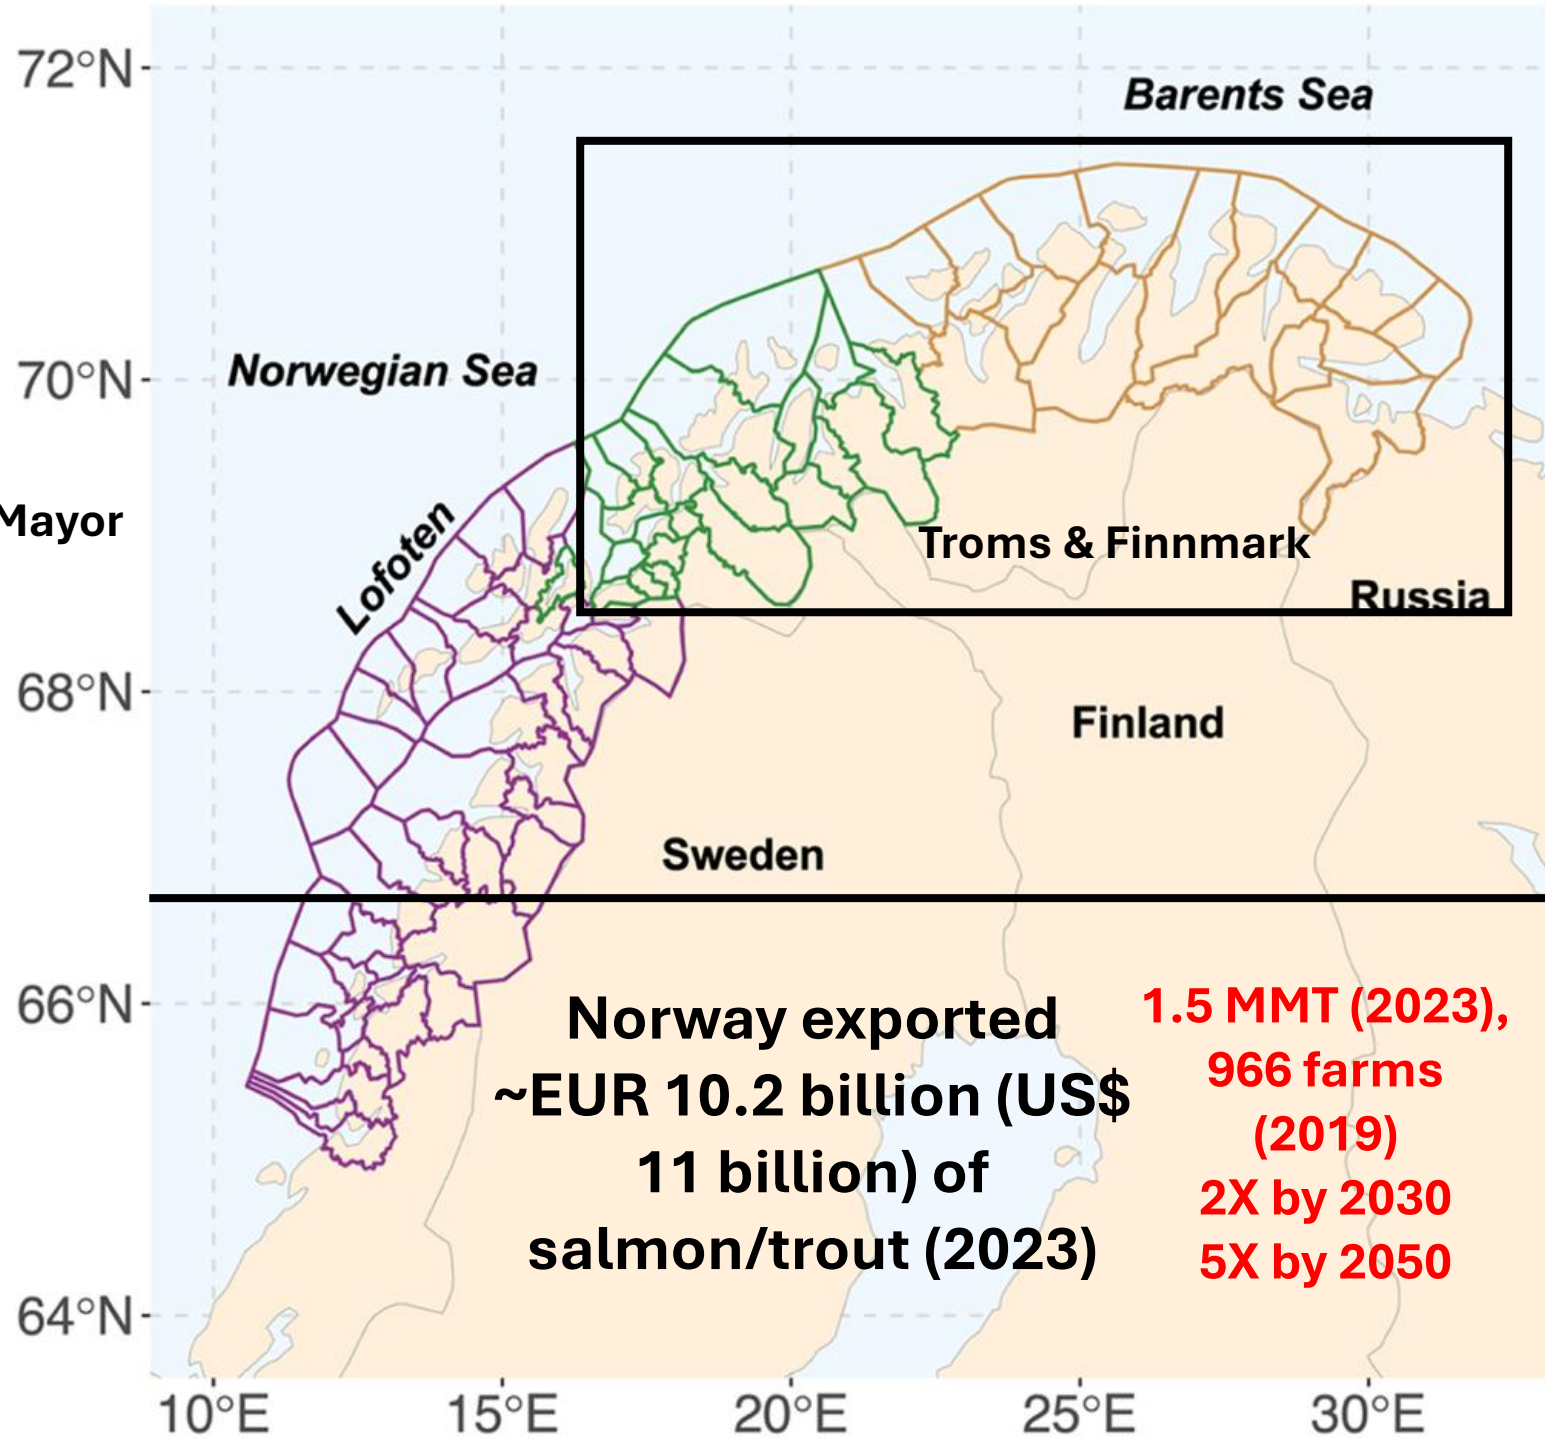 72°N
Barents Sea
Norwegian Sea
70°N
Mayor
Lofoten
Troms & Finnmark
Russia
68°N
Finland
Sweden
66°N
Norway exported
~EUR 10.2 billion (US$
11 billion) of
salmon/trout (2023)
1.5 MMT (2023),
966 farms
(2019)
2X by 2030
5X by 2050
64°N
10°E
15°E
20°E
25°E
30°E